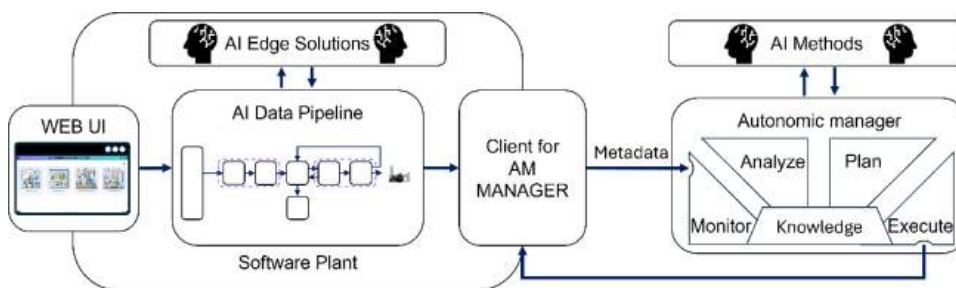 AI Edge Solutions
AI Methods
WEB UI
AI Data Pipeline
Client for
AM
MANAGER
Metadata
Autonomic manager
Analyze
Plan
Monitor
Knowledge
Execute
Software Plant